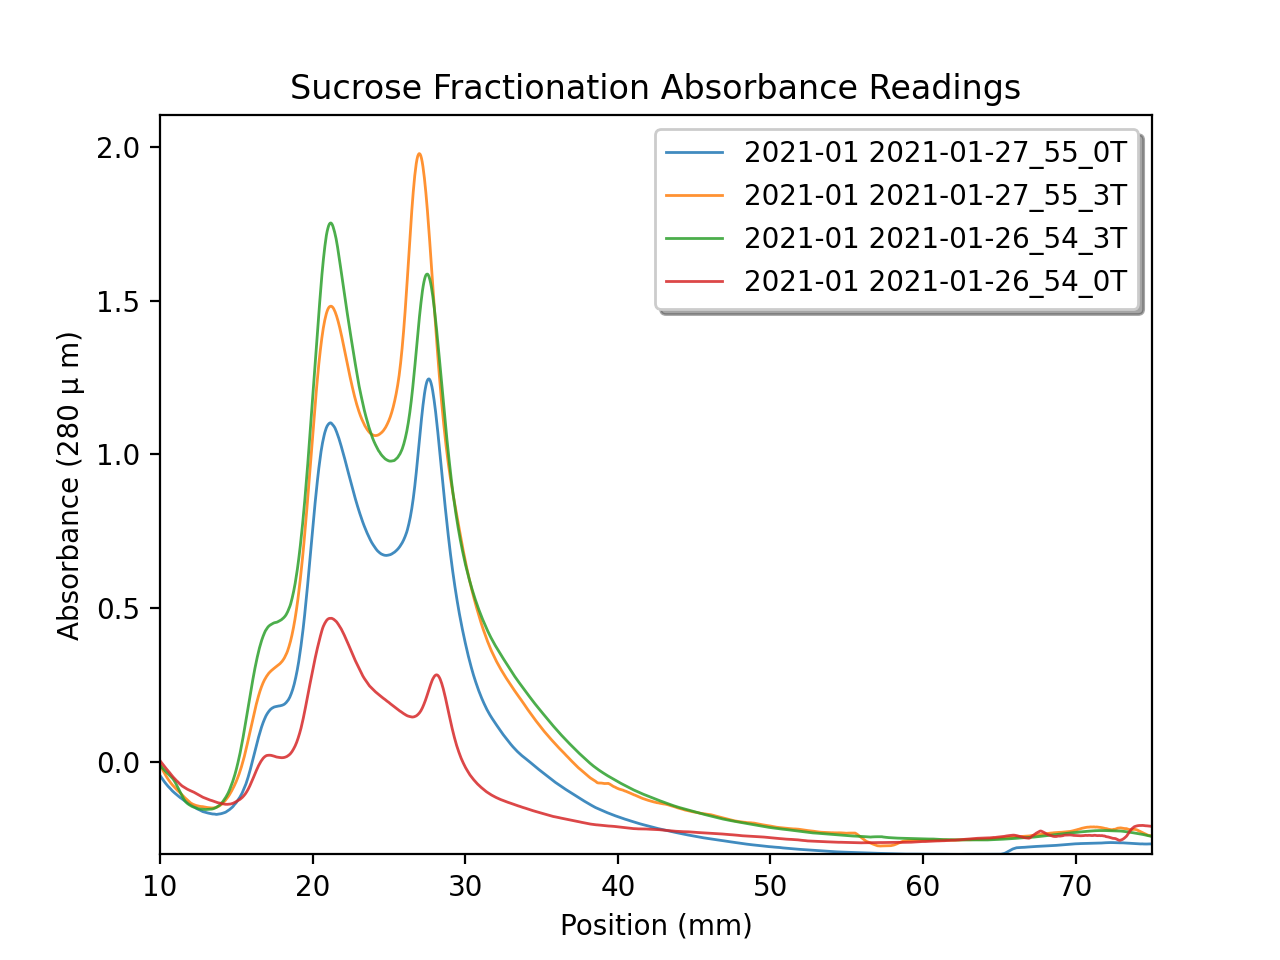 Sucrose Fractionation Absorbance Readings
2021-01 2021-01-27_55_0T
2021-01 2021-01-27_55_3T
2021-01 2021-01-26_54_3T
2021-01 2021-01-26_54_0T
Absorbance (280 μ m)
2.0
1.5
1.0
0.5
0.0
10 20 30 40 50 60 70
Position (mm)